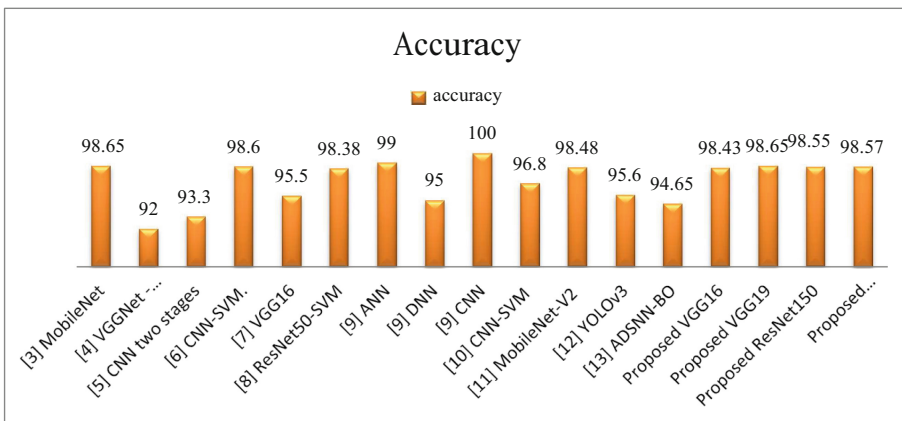 Accuracy
accuracy
98.65
92
93.3
98.6
95.5
98.38
99
95
100
96.8
98.48
95.6
94.65
98.43
98.65
98.55
98.57
[3] MobileNet
[4] VGGNet -...
[5] CNN two stages
[6] CNN-SVM.
[7] VGG16
[8] ResNet50-SVM
[9] ANN
[9] DNN
[9] CNN
[10] CNN-SVM
[11] MobileNet-V2
[12] YOLOv3
[13] ADSNN-BO
Proposed VGG16
Proposed VGG19
Proposed ResNet150
Proposed...